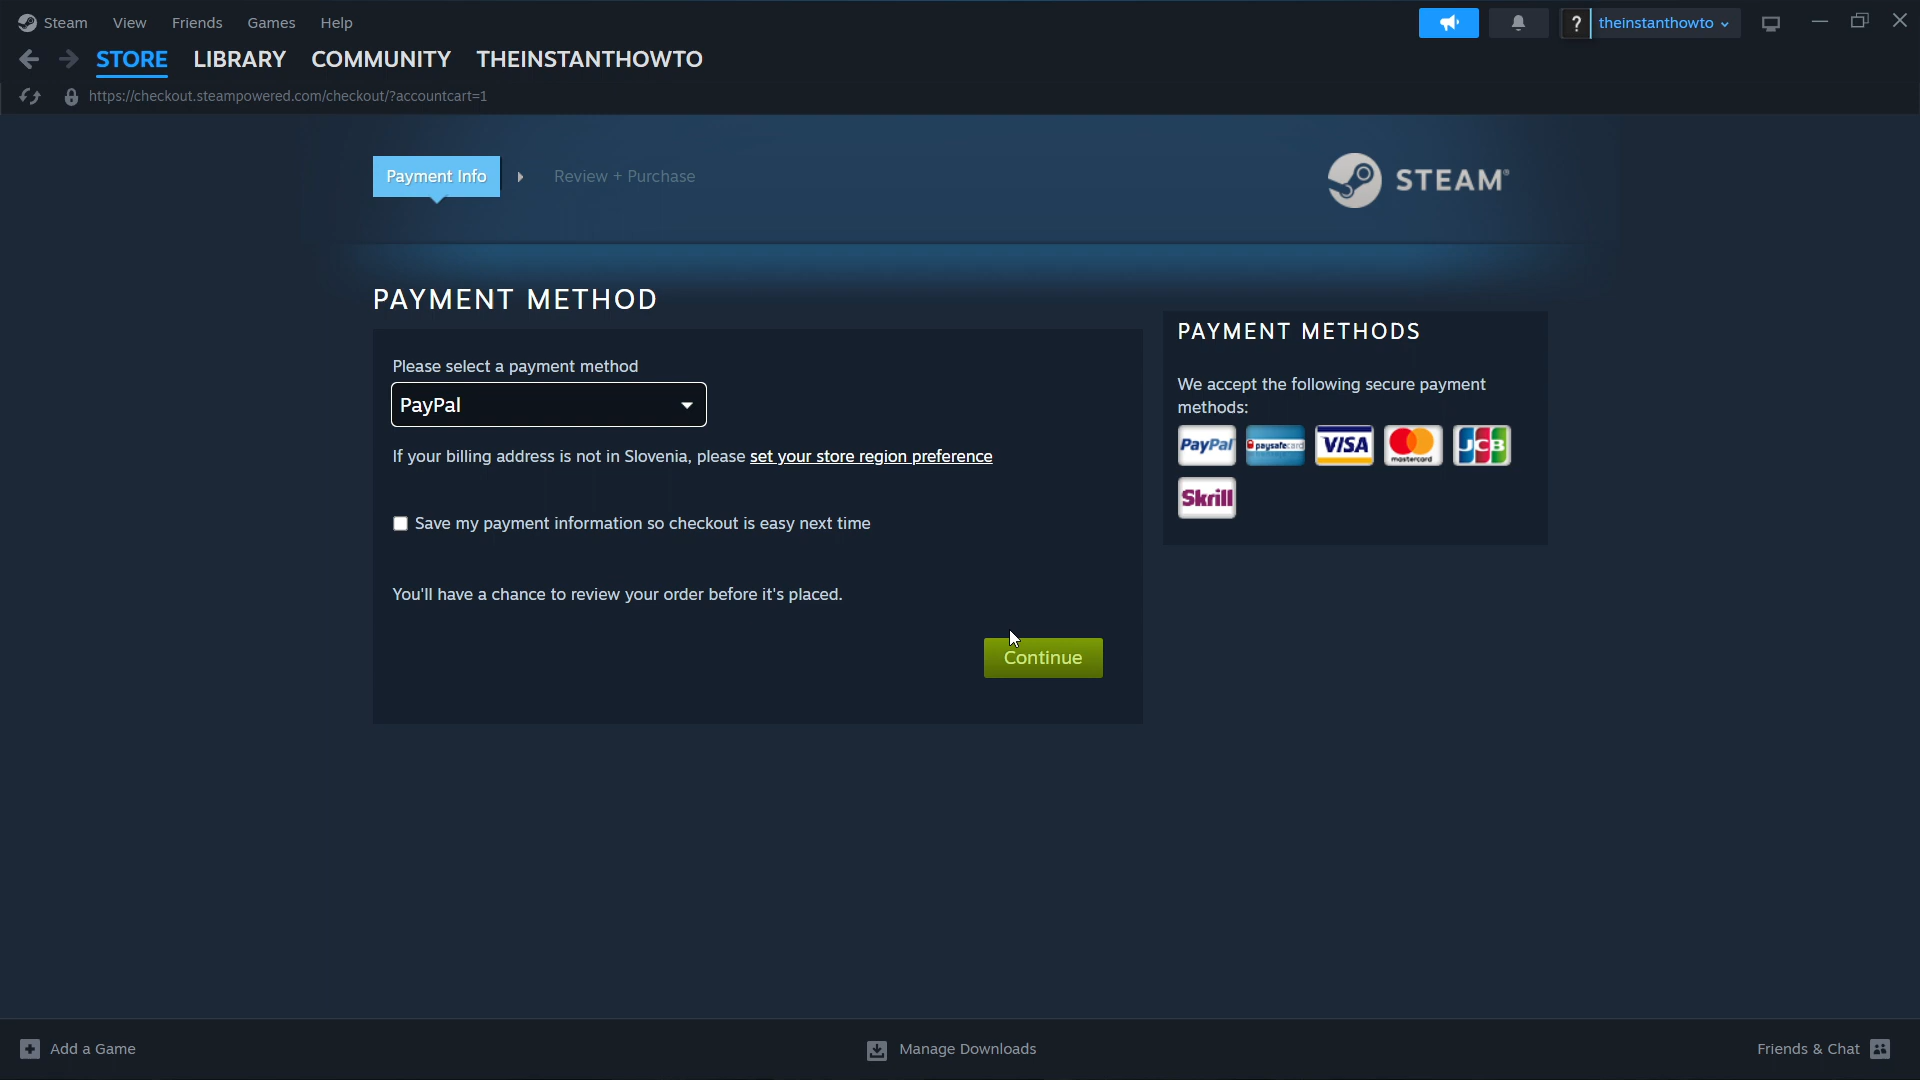 Steam View Friends Games Help
? theinstanthowto
STORE LIBRARY COMMUNITY THEINSTANTHOWTO
https://checkout.steampowered.com/checkout/?accountcart=1
Payment Info Review + Purchase
STEAM®
PAYMENT METHOD
Please select a payment method
PayPal
If your billing address is not in Slovenia, please set your store region preference
Save my payment information so checkout is easy next time
You'll have a chance to review your order before it's placed.
Continue
PAYMENT METHODS
We accept the following secure payment
methods:
PayPal paysafecard VISA mastercard JCB
Skrill
Add a Game Manage Downloads Friends & Chat